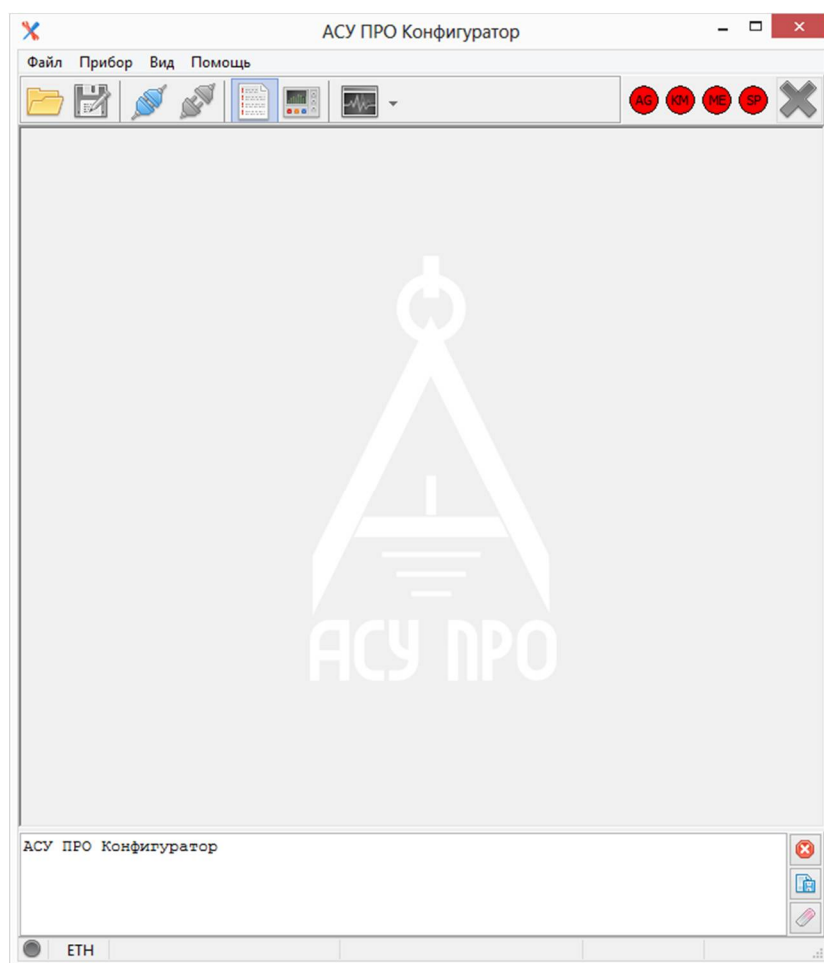 АСУ ПРО Конфигуратор
Файл Прибор Вид Помощь
AG KM ME SP
АСУ ПРО
АСУ ПРО Конфигуратор
ETH